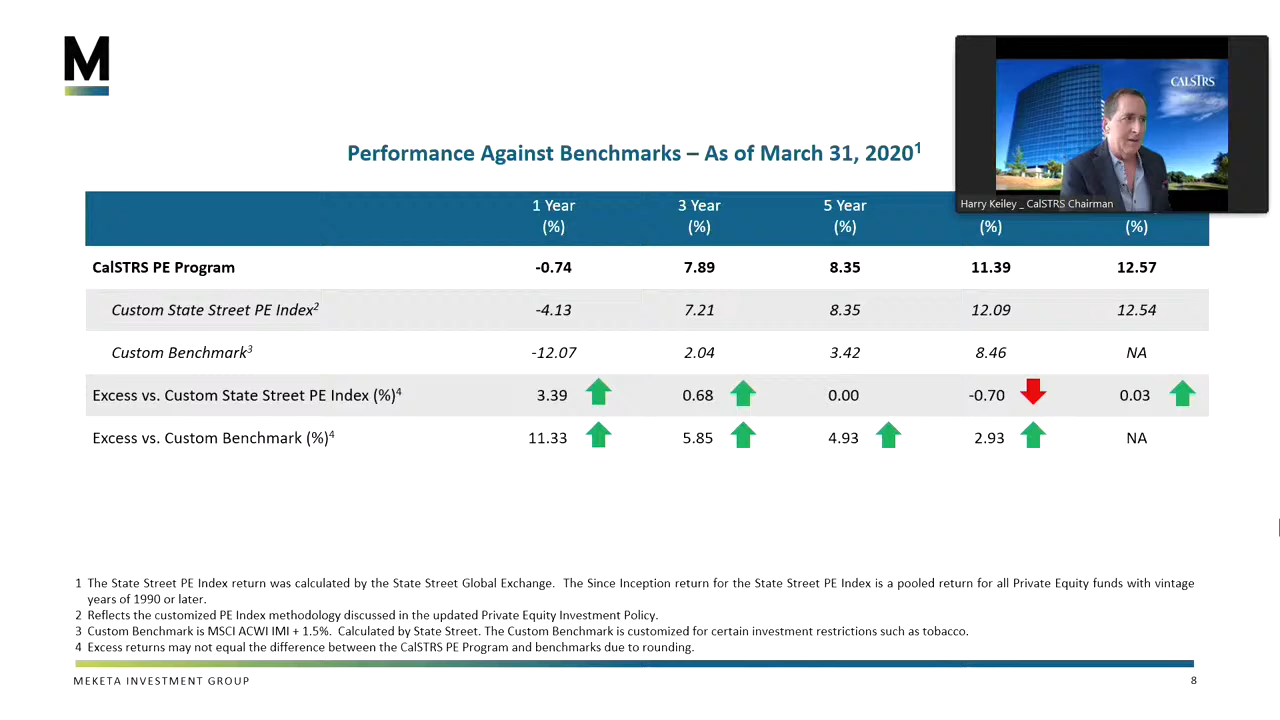 M
CALSTRS
Harry Keiley _ CalSTRS Chairman
Performance Against Benchmarks – As of March 31, 2020¹
1 Year 3 Year 5 Year
(%) (%) (%) (%) (%)
CalSTRS PE Program -0.74 7.89 8.35 11.39 12.57
Custom State Street PE Index² -4.13 7.21 8.35 12.09 12.54
Custom Benchmark³ -12.07 2.04 3.42 8.46 NA
Excess vs. Custom State Street PE Index (%)⁴ 3.39 0.68 0.00 -0.70 0.03
Excess vs. Custom Benchmark (%)⁴ 11.33 5.85 4.93 2.93 NA
1 The State Street PE Index return was calculated by the State Street Global Exchange. The Since Inception return for the State Street PE Index is a pooled return for all Private Equity funds with vintage
years of 1990 or later.
2 Reflects the customized PE Index methodology discussed in the updated Private Equity Investment Policy.
3 Custom Benchmark is MSCI ACWI IMI + 1.5%. Calculated by State Street. The Custom Benchmark is customized for certain investment restrictions such as tobacco.
4 Excess returns may not equal the difference between the CalSTRS PE Program and benchmarks due to rounding.
MEKETA INVESTMENT GROUP 8